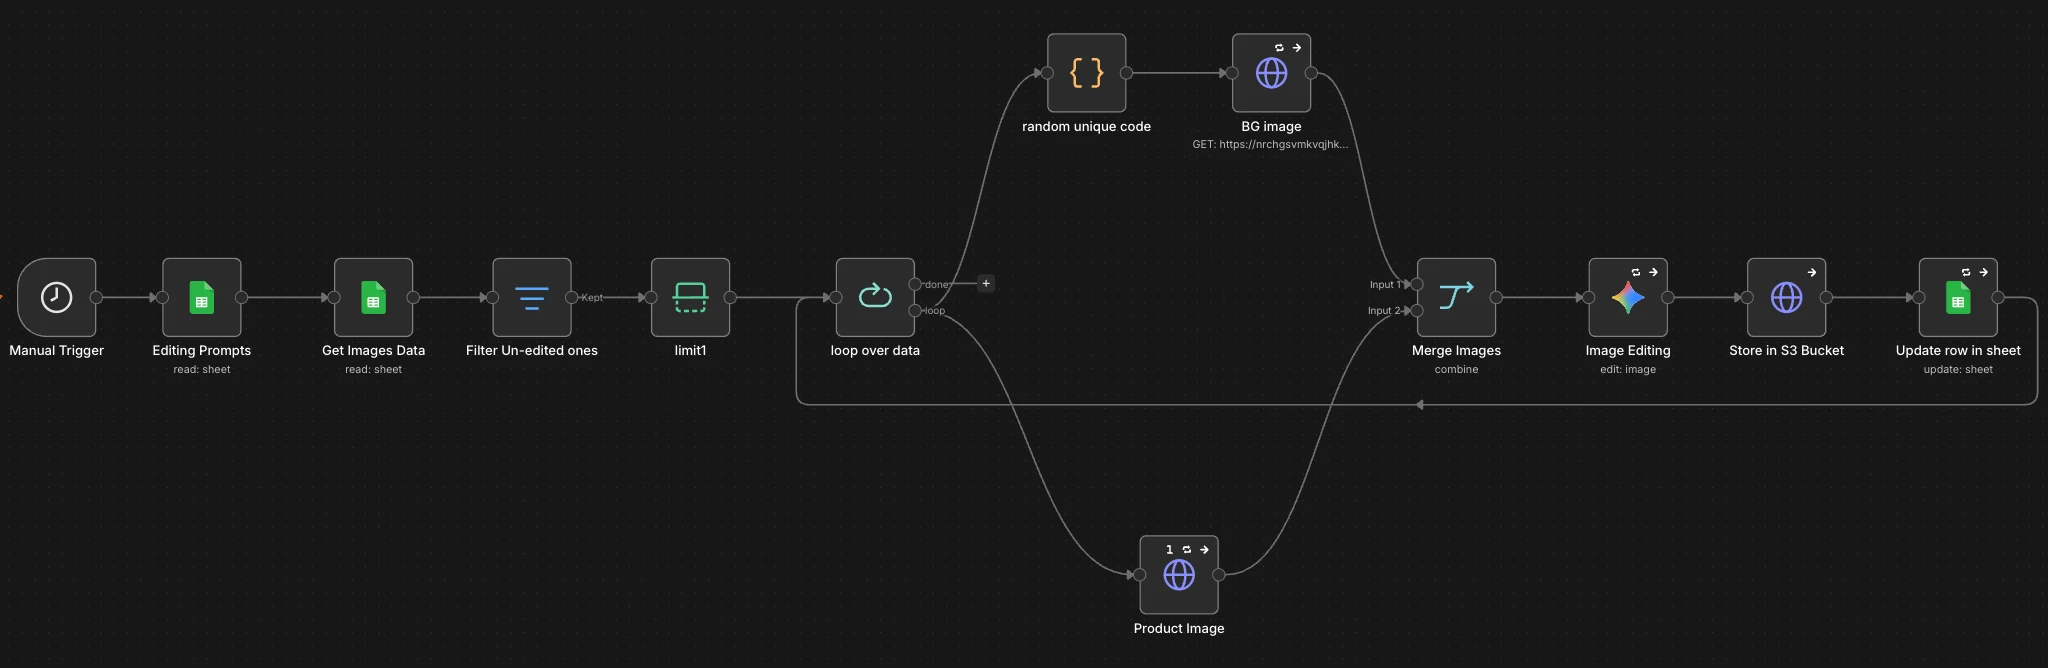 random unique code
BG image
GET: https://nrchgsvmkvqjhk...
Manual Trigger
Editing Prompts
read: sheet
Get Images Data
read: sheet
Filter Un-edited ones
Kept
limit1
loop over data
done
loop
Input 1
Input 2
Merge Images
combine
Image Editing
edit: image
Store in S3 Bucket
Update row in sheet
update: sheet
1
Product Image